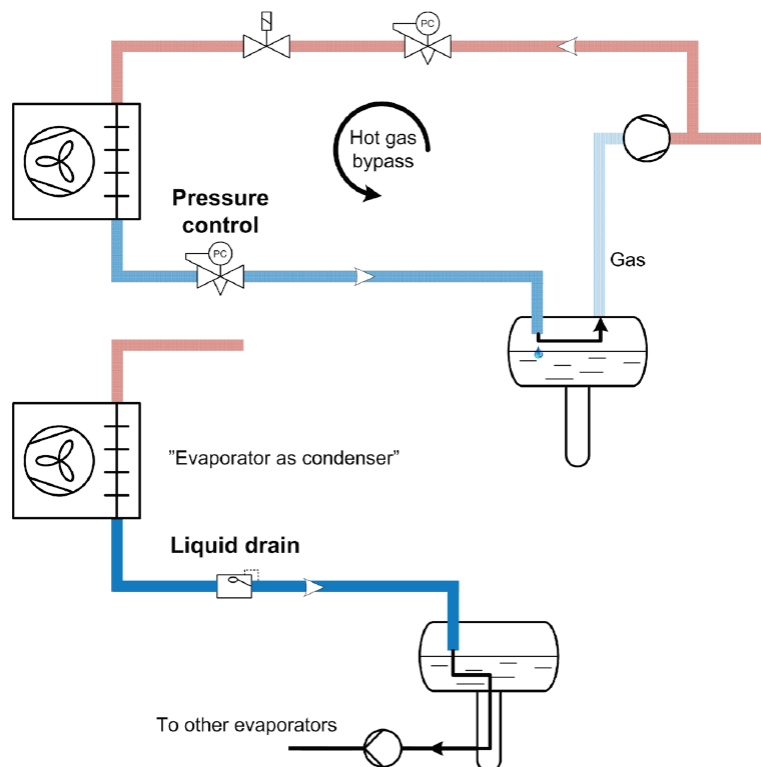 PC
Hot gas
bypass
Pressure
control
PC
Gas
”Evaporator as condenser”
Liquid drain
To other evaporators